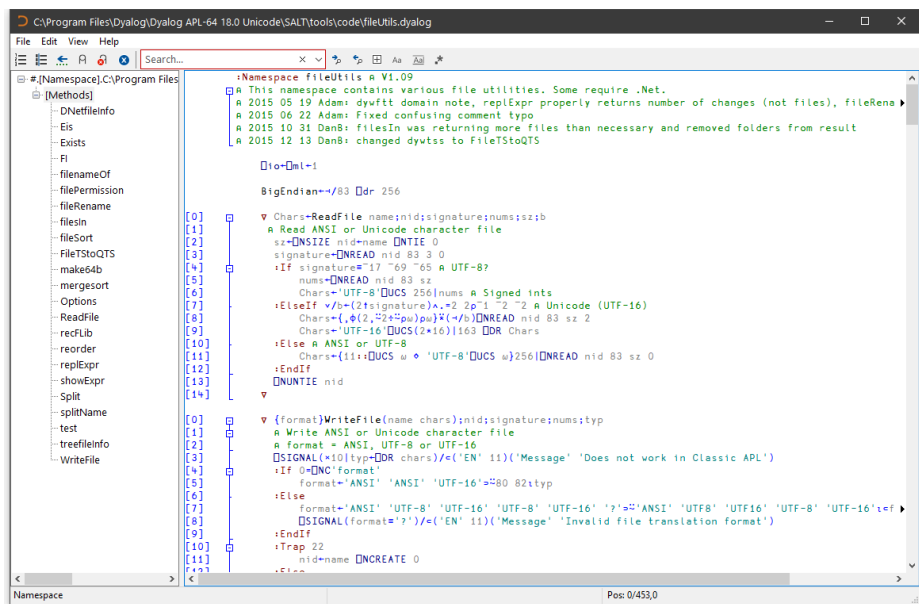 C:\Program Files\Dyalog\Dyalog APL-64 18.0 Unicode\SALT\tools\code\fileUtils.dyalog
File Edit View Help
Search...
#.[Namespace].C:\Program Files
[Methods]
DNetfileInfo
Eis
Exists
FI
filenameOf
filePermission
fileRename
filesIn
fileSort
FileTStoQTS
make64b
mergesort
Options
ReadFile
recFLib
reorder
replExpr
showExpr
Split
splitName
test
treefileInfo
WriteFile
:Namespace fileUtils ⍝ V1.09
⍝ This namespace contains various file utilities. Some require .Net.
⍝ 2015 05 19 Adam: dywftt domain note, replExpr properly returns number of changes (not files), fileRena
⍝ 2015 06 22 Adam: Fixed confusing comment typo
⍝ 2015 10 31 DanB: filesIn was returning more files than necessary and removed folders from result
⍝ 2015 12 13 DanB: changed dywtss to FileTStoQTS
⎕io←⎕ml←1
BigEndian←⊣/83 ⎕dr 256
[0] ∇ Chars←ReadFile name;nid;signature;nums;sz;b
[1] ⍝ Read ANSI or Unicode character file
[2] sz←⎕NSIZE nid←name ⎕NTIE 0
[3] signature←⎕NREAD nid 83 3 0
[4] :If signature≡¯17 ¯69 ¯65 ⍝ UTF-8?
[5] nums←⎕NREAD nid 83 sz
[6] Chars←'UTF-8'⎕UCS 256|nums ⍝ Signed ints
[7] :ElseIf ∨/b←(2↑signature)∧.=2 2⍴¯1 ¯2 ¯2 ⍝ Unicode (UTF-16)
[8] Chars←{,⌽(2,⍨2÷⍨⍴⍵)⍴⍵}⍣(⊣/b)⎕NREAD nid 83 sz 2
[9] Chars←'UTF-16'⎕UCS(2*16)|163 ⎕DR Chars
[10] :Else ⍝ ANSI or UTF-8
[11] Chars←{11::⎕UCS ⍵ ⋄ 'UTF-8'⎕UCS ⍵}256|⎕NREAD nid 83 sz 0
[12] :EndIf
[13] ⎕NUNTIE nid
[14] ∇
[0] ∇ {format}WriteFile(name chars);nid;signature;nums;typ
[1] ⍝ Write ANSI or Unicode character file
[2] ⍝ format = ANSI, UTF-8 or UTF-16
[3] ⎕SIGNAL(×10|typ←⎕DR chars)/⊂('EN' 11)('Message' 'Does not work in Classic APL')
[4] :If 0=⎕NC'format'
[5] format←'ANSI' 'ANSI' 'UTF-16'⊃⍨80 82⍳typ
[6] :Else
[7] format←'ANSI' 'UTF-8' 'UTF-16' 'UTF-8' 'UTF-16' '?'⊃⍨'ANSI' 'UTF8' 'UTF16' 'UTF-8' 'UTF-16'⍳⊂f
[8] ⎕SIGNAL(format≡'?')/⊂('EN' 11)('Message' 'Invalid file translation format')
[9] :EndIf
[10] :Trap 22
[11] nid←name ⎕NCREATE 0
[12] :Else
Namespace
Pos: 0/453,0